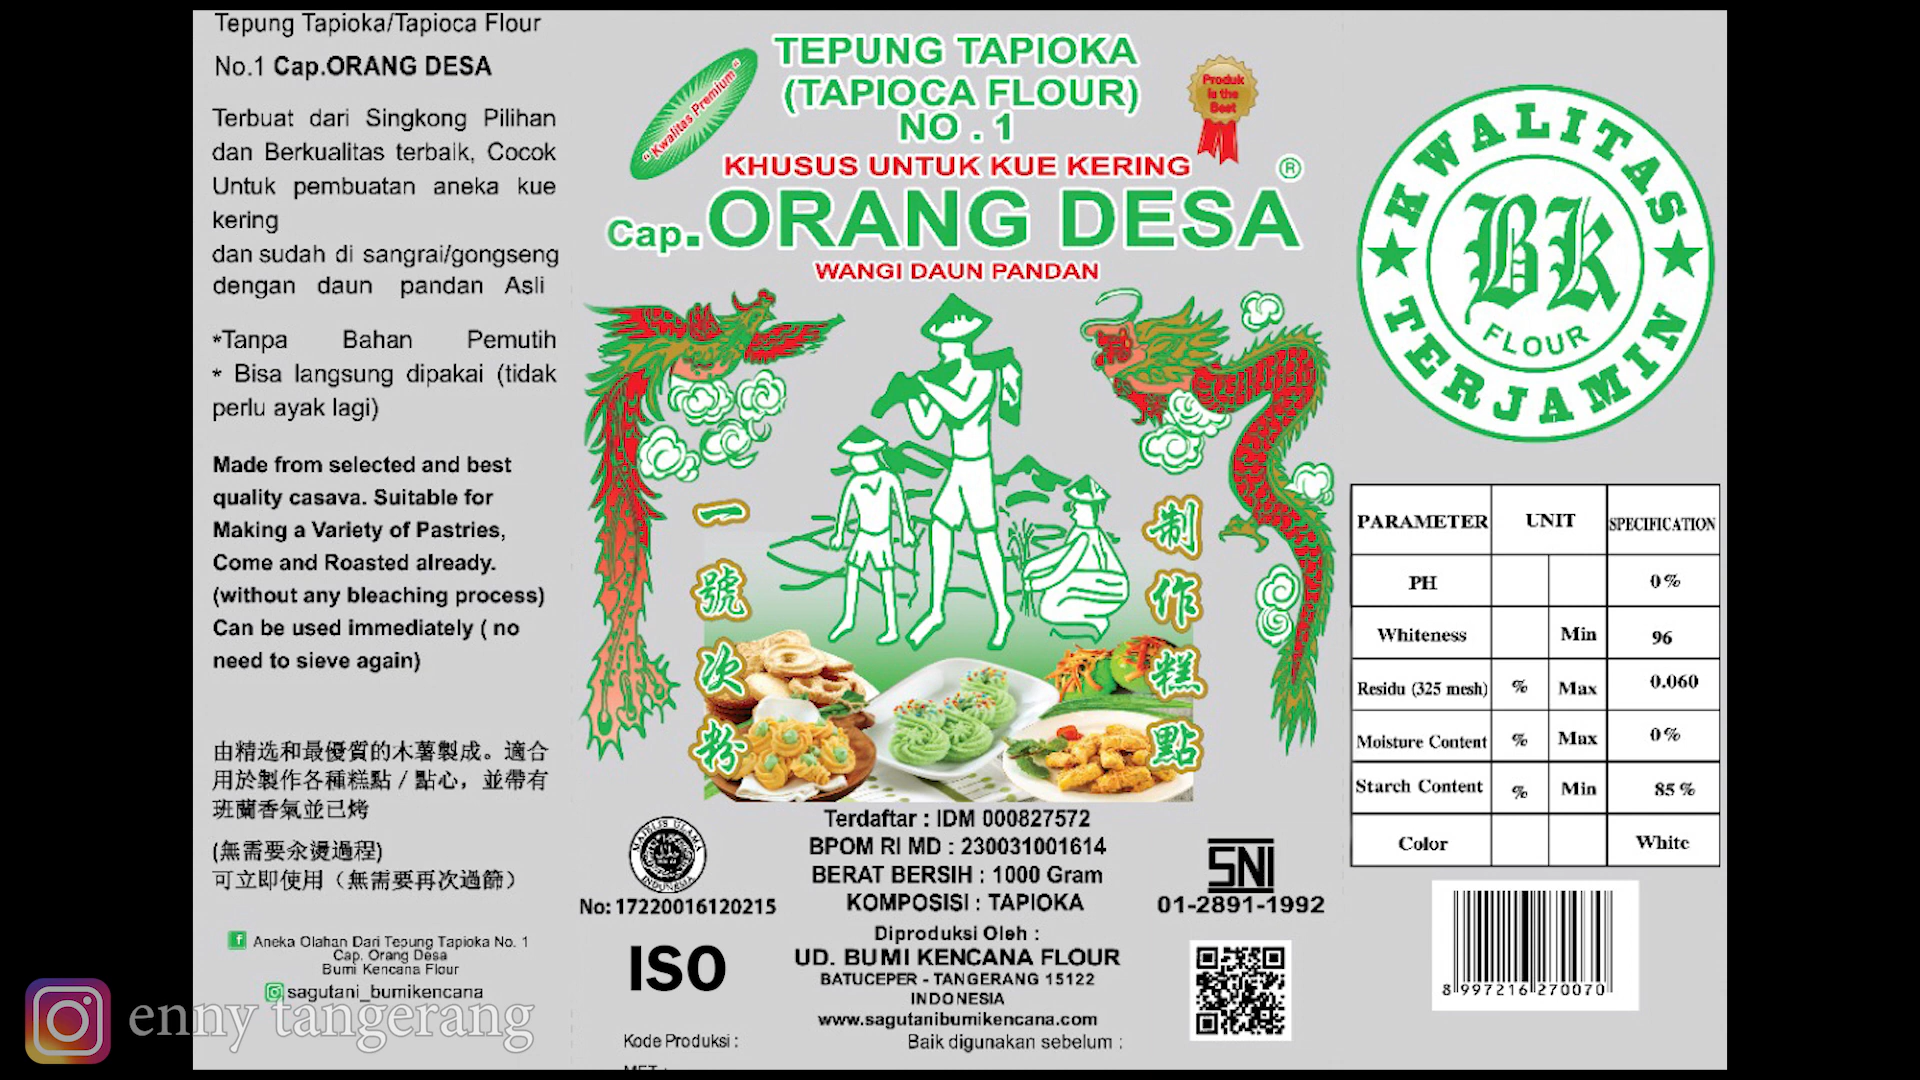 Tepung Tapioka/Tapioca Flour
No.1 Cap.ORANG DESA
Terbuat dari Singkong Pilihan
dan Berkualitas terbaik, Cocok
Untuk pembuatan aneka kue
kering
dan sudah di sangrai/gongseng
dengan daun pandan Asli
*Tanpa Bahan Pemutih
* Bisa langsung dipakai (tidak
perlu ayak lagi)
Made from selected and best
quality casava. Suitable for
Making a Variety of Pastries,
Come and Roasted already.
(without any bleaching process)
Can be used immediately ( no
need to sieve again)
由精选和最優質的木薯製成。適合
用於製作各種糕點 / 點心，並帶有
班蘭香氣並已烤
(無需要汆燙過程)
可立即使用（無需要再次過篩）
Aneka Olahan Dari Tepung Tapioka No. 1
Cap. Orang Desa
Bumi Kencana Flour
sagutani_bumikencana
enny tangerang
"Kwalitas Premium"
TEPUNG TAPIOKA
(TAPIOCA FLOUR)
NO . 1
KHUSUS UNTUK KUE KERING
Cap.ORANG DESA ®
WANGI DAUN PANDAN
Produk
is the
Best
一號次粉
制作糕點
MAJELIS ULAMA
INDONESIA
No: 17220016120215
ISO
Terdaftar : IDM 000827572
BPOM RI MD : 230031001614
BERAT BERSIH : 1000 Gram
KOMPOSISI : TAPIOKA
Diproduksi Oleh :
UD. BUMI KENCANA FLOUR
BATUCEPER - TANGERANG 15122
INDONESIA
www.sagutanibumikencana.com
Kode Produksi :
Baik digunakan sebelum :
SNI
01-2891-1992
KWALITAS
TERJAMIN
BK
FLOUR
PARAMETER UNIT SPECIFICATION
PH 0%
Whiteness Min 96
Residu (325 mesh) % Max 0.060
Moisture Content % Max 0%
Starch Content % Min 85%
Color White
8 997216 270070